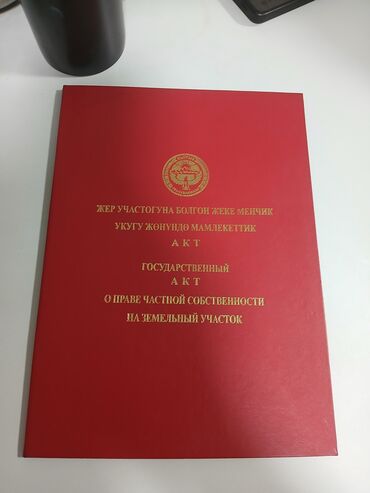 ЖЕР УЧАСТОГУНА БОЛГОН ЖЕКЕ МЕНЧИК
УКУГУ ЖӨНҮНДӨ МАМЛЕКЕТТИК
АКТ
ГОСУДАРСТВЕННЫЙ
АКТ
О ПРАВЕ ЧАСТНОЙ СОБСТВЕННОСТИ
НА ЗЕМЕЛЬНЫЙ УЧАСТОК